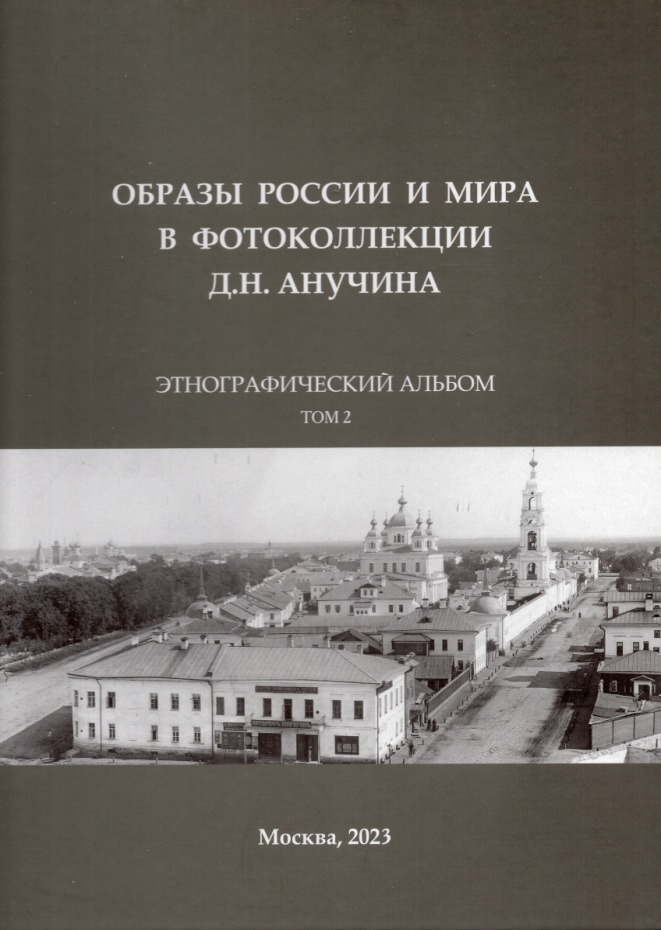 ОБРАЗЫ РОССИИ И МИРА
В ФОТОКОЛЛЕКЦИИ
Д.Н. АНУЧИНА
ЭТНОГРАФИЧЕСКИЙ АЛЬБОМ
ТОМ 2
Москва, 2023